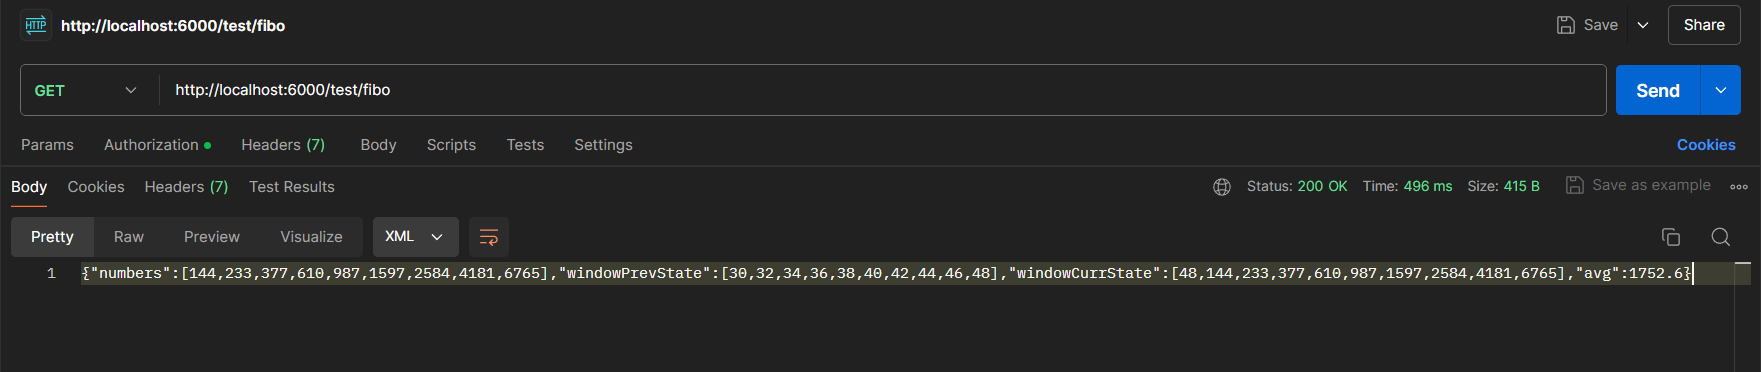 HTTP http://localhost:6000/test/fibo Save Share
GET http://localhost:6000/test/fibo Send
Params Authorization Headers (7) Body Scripts Tests Settings Cookies
Body Cookies Headers (7) Test Results Status: 200 OK Time: 496 ms Size: 415 B Save as example
Pretty Raw Preview Visualize XML
1 {"numbers":[144,233,377,610,987,1597,2584,4181,6765],"windowPrevState":[30,32,34,36,38,40,42,44,46,48],"windowCurrState":[48,144,233,377,610,987,1597,2584,4181,6765],"avg":1752.6}